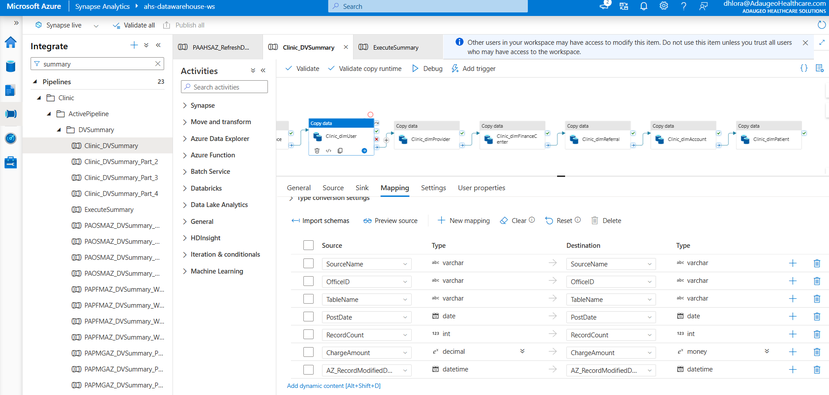 Microsoft Azure
Synapse Analytics
ahs-datawarehouse-ws
Search
2
dhlora@AdaugeoHealthcare.com
ADAUGEO HEALTHCARE SOLUTIONS
Synapse live
Validate all
Publish all
Integrate
summary
Pipelines
23
Clinic
ActivePipeline
DVSummary
Clinic_DVSummary
Clinic_DVSummary_Part_2
Clinic_DVSummary_Part_3
Clinic_DVSummary_Part_4
ExecuteSummary
PAOSMAZ_DVSummary_...
PAOSMAZ_DVSummary_...
PAOSMAZ_DVSummary_...
PAPFMAZ_DVSummary_W...
PAPFMAZ_DVSummary_W...
PAPFMAZ_DVSummary_W...
PAPMGAZ_DVSummary_P...
PAPMGAZ_DVSummary_P...
PAPMGAZ_DVSummary_P...
PAAHSAZ_RefreshD...
Clinic_DVSummary
ExecuteSummary
Other users in your workspace may have access to modify this item. Do not use this item unless you trust all users
who may have access to the workspace.
Activities
Search activities
Synapse
Move and transform
Azure Data Explorer
Azure Function
Batch Service
Databricks
Data Lake Analytics
General
HDInsight
Iteration & conditionals
Machine Learning
Validate
Validate copy runtime
Debug
Add trigger
Copy data
Clinic_dimUser
Copy data
Clinic_dimProvider
Copy data
Clinic_dimFinanceC
enter
Copy data
Clinic_dimReferral
Copy data
Clinic_dimAccount
Copy data
Clinic_dimPatient
General
Source
Sink
Mapping
Settings
User properties
Type conversion settings
Import schemas
Preview source
New mapping
Clear
Reset
Delete
Source
Type
Destination
Type
SourceName
abc varchar
SourceName
abc varchar
OfficeID
abc varchar
OfficeID
abc varchar
TableName
abc varchar
TableName
abc varchar
PostDate
date
PostDate
date
RecordCount
123 int
RecordCount
123 int
ChargeAmount
decimal
ChargeAmount
money
AZ_RecordModifiedD...
datetime
AZ_RecordModifiedD...
datetime
Add dynamic content [Alt+Shift+D]